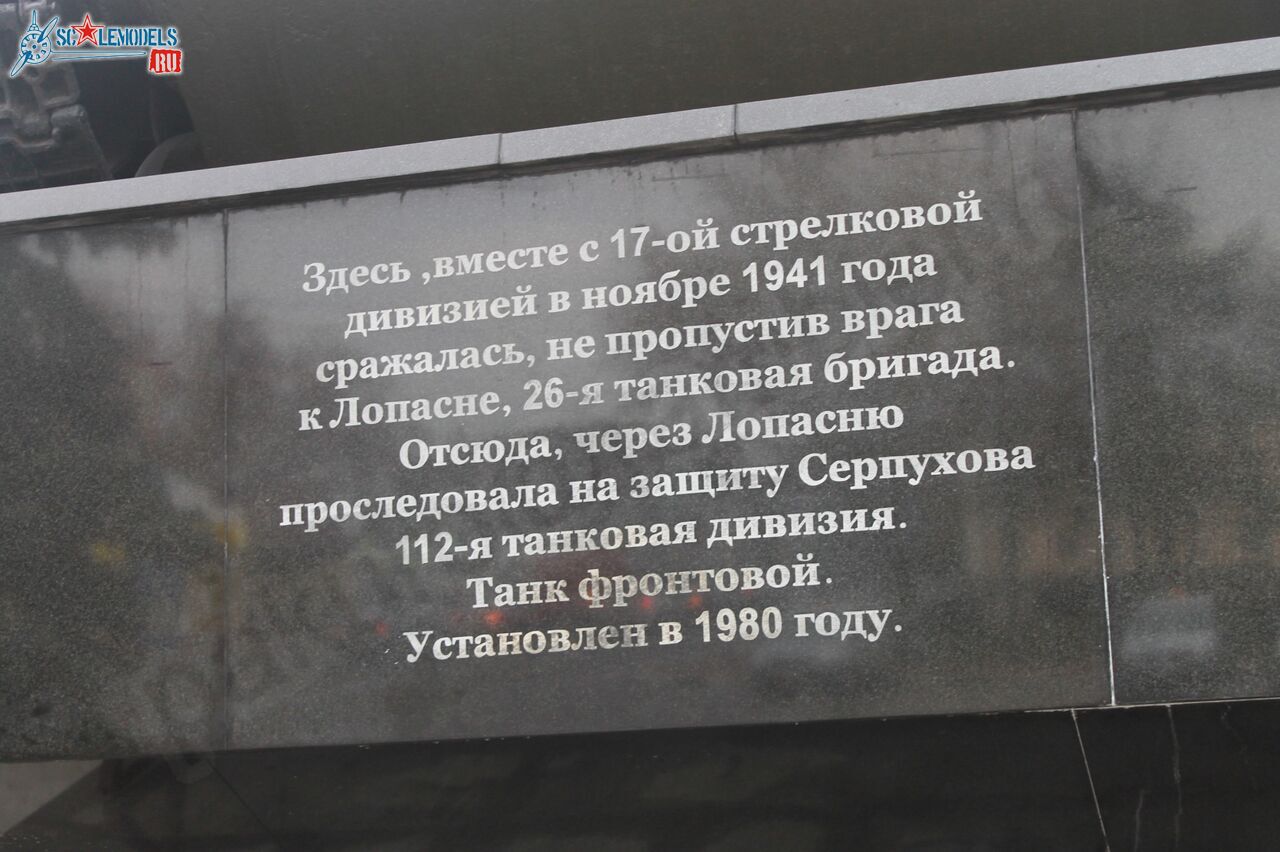 SCALEMODELS
RU
Здесь ,вместе с 17-ой стрелковой
дивизией в ноябре 1941 года
сражалась, не пропустив врага
к Лопасне, 26-я танковая бригада.
Отсюда, через Лопасню
проследовала на защиту Серпухова
112-я танковая дивизия.
Танк фронтовой.
Установлен в 1980 году.